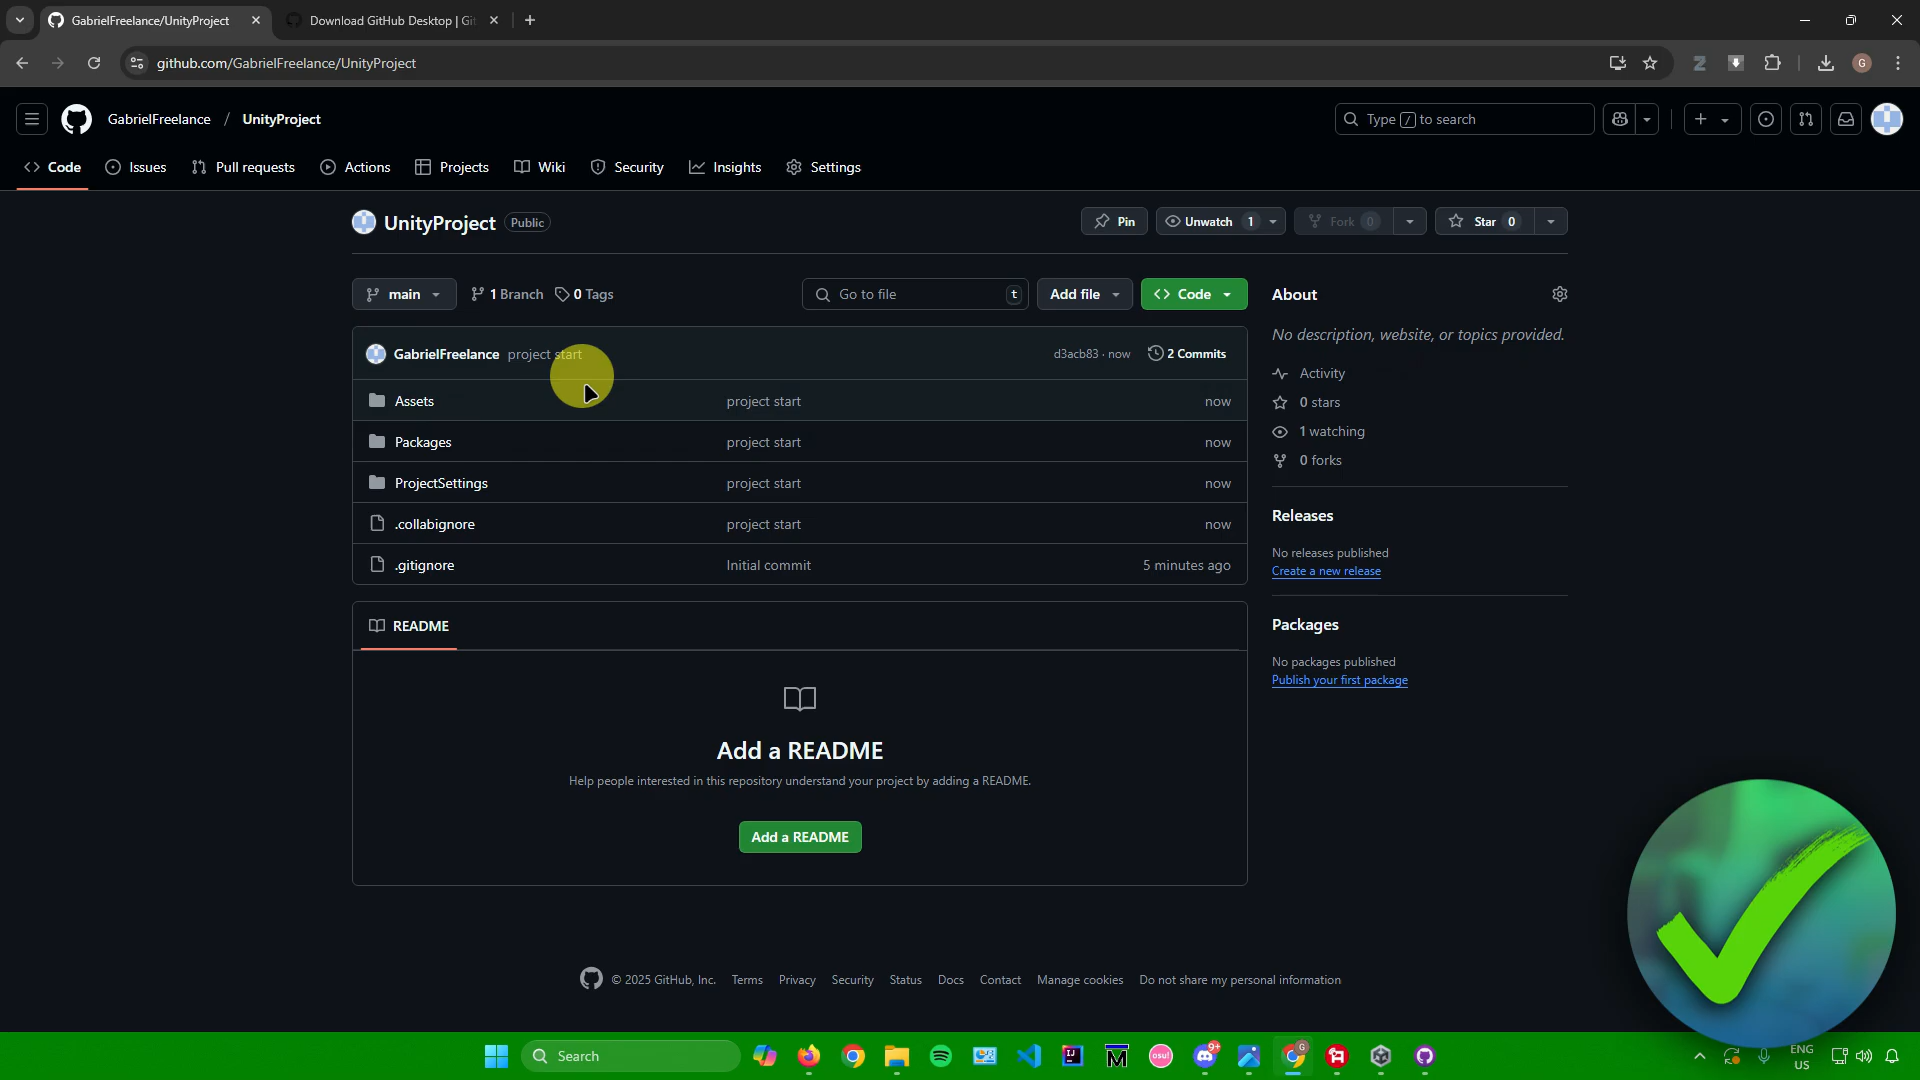 GabrielFreelance/UnityProject
Download GitHub Desktop | Git
github.com/GabrielFreelance/UnityProject
G
GabrielFreelance / UnityProject
Type / to search
Code
Issues
Pull requests
Actions
Projects
Wiki
Security
Insights
Settings
UnityProject Public
Pin
Unwatch 1
Fork 0
Star 0
main
1 Branch
0 Tags
Go to file
t
Add file
Code
About
No description, website, or topics provided.
GabrielFreelance project start
d3acb83 · now
2 Commits
Activity
Assets project start now
0 stars
Packages project start now
1 watching
0 forks
ProjectSettings project start now
.collabignore project start now
.gitignore Initial commit 5 minutes ago
Releases
No releases published
Create a new release
Packages
No packages published
Publish your first package
README
Add a README
Help people interested in this repository understand your project by adding a README.
Add a README
© 2025 GitHub, Inc. Terms Privacy Security Status Docs Contact Manage cookies Do not share my personal information
Search
osu!
9+
G
ENG
US